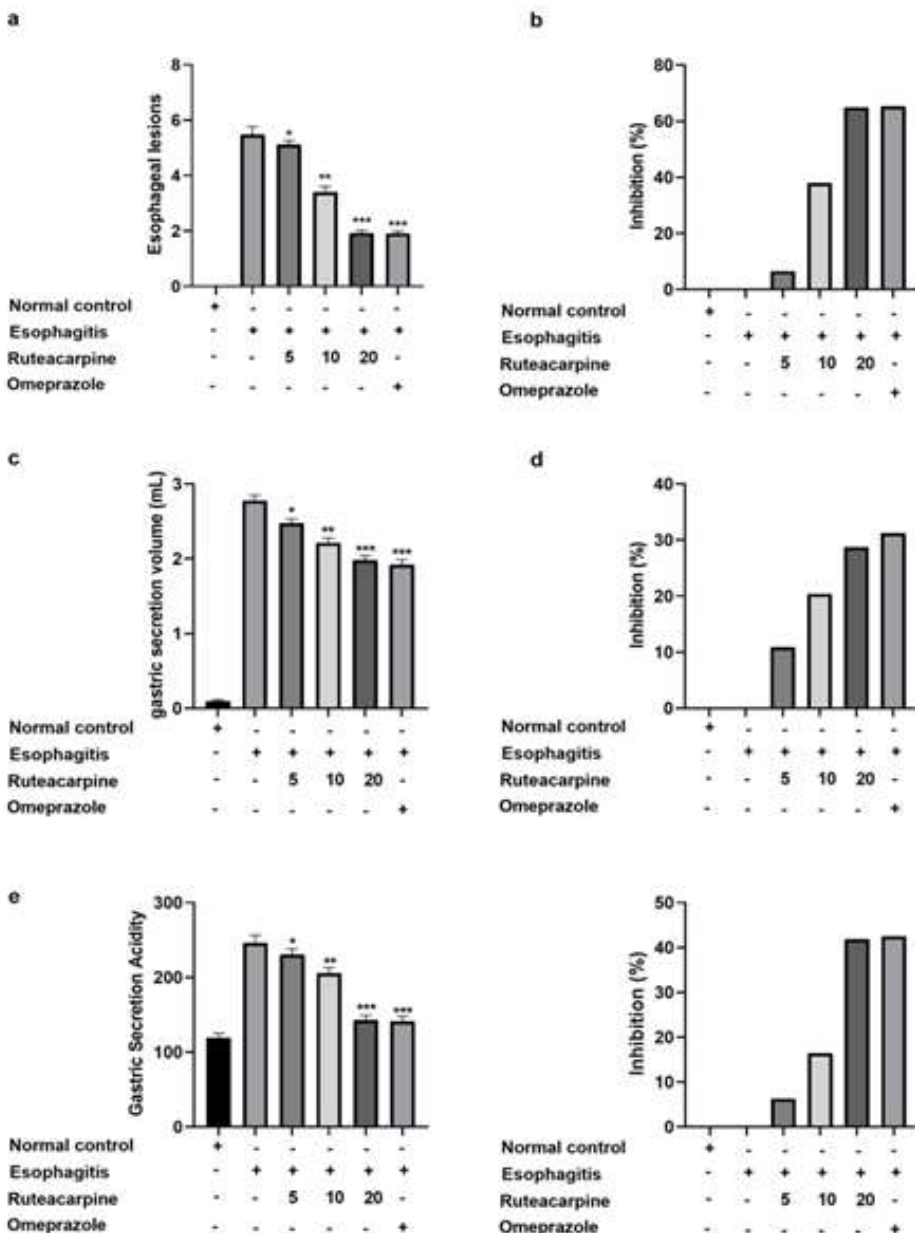 a
8
6
4
2
0
Esophageal lesions
* ** *** ***
Normal control + - - - - -
Esophagitis - + + + + +
Ruteacarpine - - 5 10 20 -
Omeprazole - - - - - +
b
80
60
40
20
0
Inhibition (%)
Normal control + - - - - -
Esophagitis - + + + + +
Ruteacarpine - - 5 10 20 -
Omeprazole - - - - - +
c
3
2
1
0
gastric secretion volume (mL)
* ** *** ***
Normal control + - - - - -
Esophagitis - + + + + +
Ruteacarpine - - 5 10 20 -
Omeprazole - - - - - +
d
40
30
20
10
0
Inhibition (%)
Normal control + - - - - -
Esophagitis - + + + + +
Ruteacarpine - - 5 10 20 -
Omeprazole - - - - - +
e
300
200
100
0
Gastric Secretion Acidity
* ** *** ***
Normal control + - - - - -
Esophagitis - + + + + +
Ruteacarpine - - 5 10 20 -
Omeprazole - - - - - +
50
40
30
20
10
0
Inhibition (%)
Normal control + - - - - -
Esophagitis - + + + + +
Ruteacarpine - - 5 10 20 -
Omeprazole - - - - - +